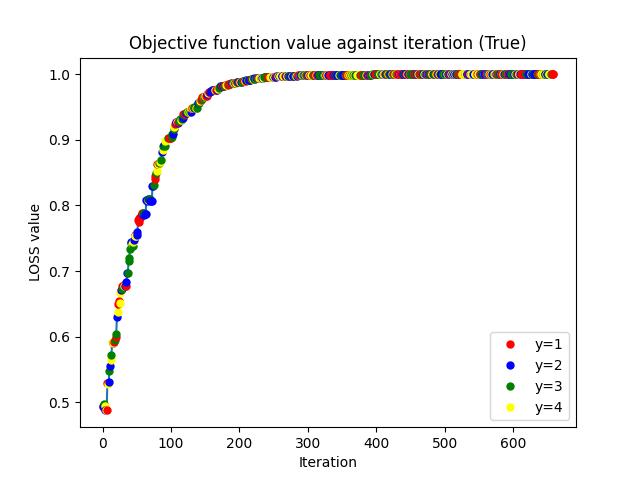 Objective function value against iteration (True)
LOSS value
1.0
0.9
0.8
0.7
0.6
0.5
0
100
200
300
400
500
600
Iteration
y=1
y=2
y=3
y=4